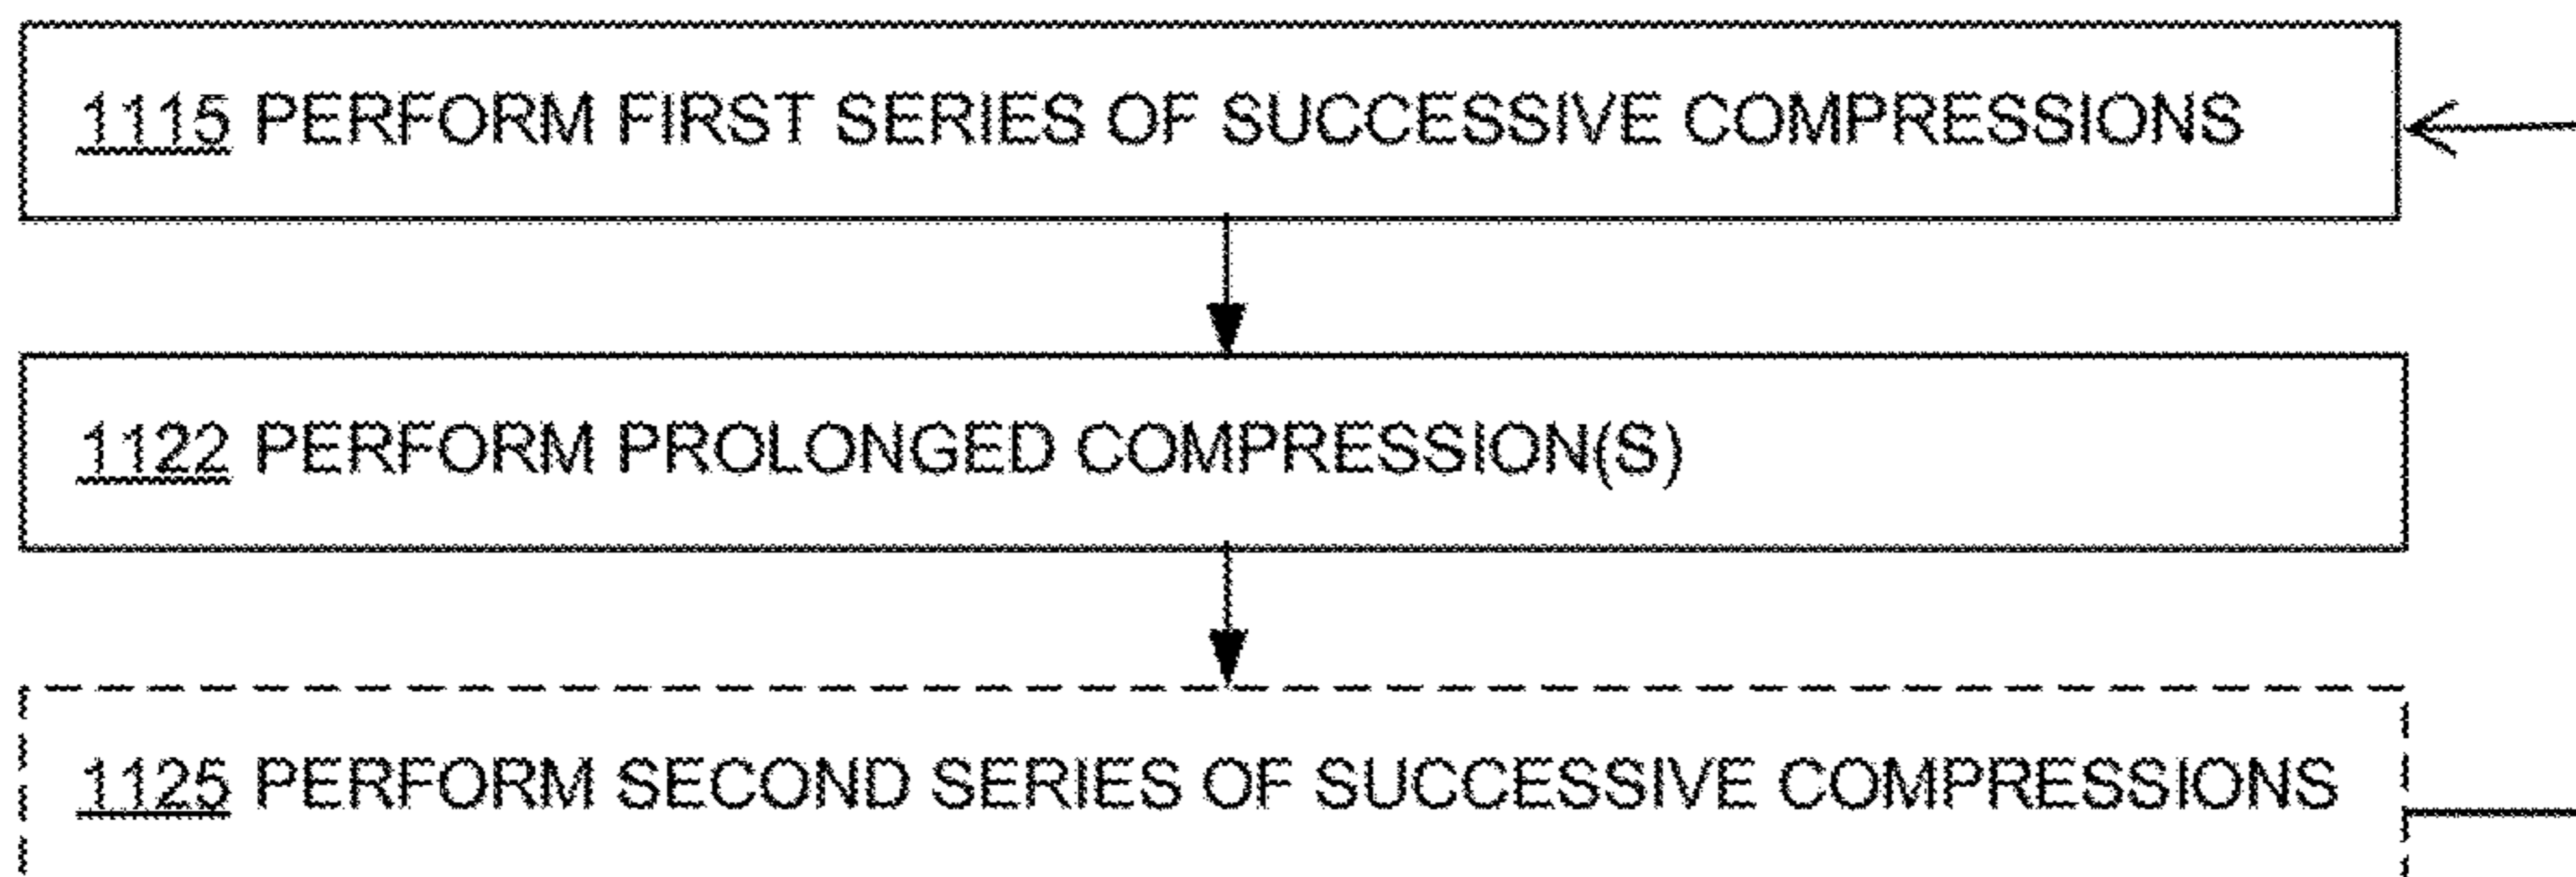 1115 PERFORM FIRST SERIES OF SUCCESSIVE COMPRESSIONS
1122 PERFORM PROLONGED COMPRESSION(S)
1125 PERFORM SECOND SERIES OF SUCCESSIVE COMPRESSIONS